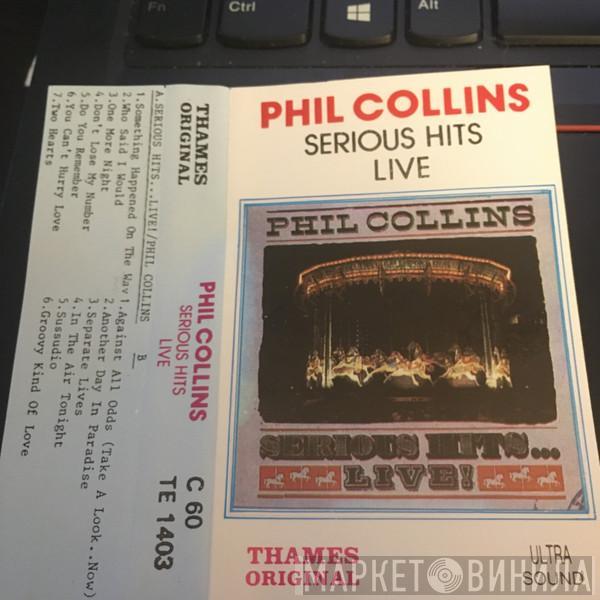 Fn
Ctrl
Alt
PHIL COLLINS
SERIOUS HITS
LIVE
PHIL COLLINS
SERIOUS HITS...
LIVE!
THAMES
ORIGINAL
ULTRA
SOUND
THAMES
ORIGINAL
PHIL COLLINS
SERIOUS HITS
LIVE
C 60
TE 1403
A.SERIOUS HITS...LIVE!/PHIL COLLINS
1.Something Happened On The Way
2.Who Said I Would
3.One More Night
4.Don't Lose My Number
5.Do You Remember
6.You Can't Hurry Love
7.Two Hearts
B
1.Against All Odds (Take A Look..Now)
2.Another Day In Paradise
3.Separate Lives
4.In The Air Tonight
5.Sussudio
6.Groovy Kind Of Love
МАРКЕТ ВИНИЛА